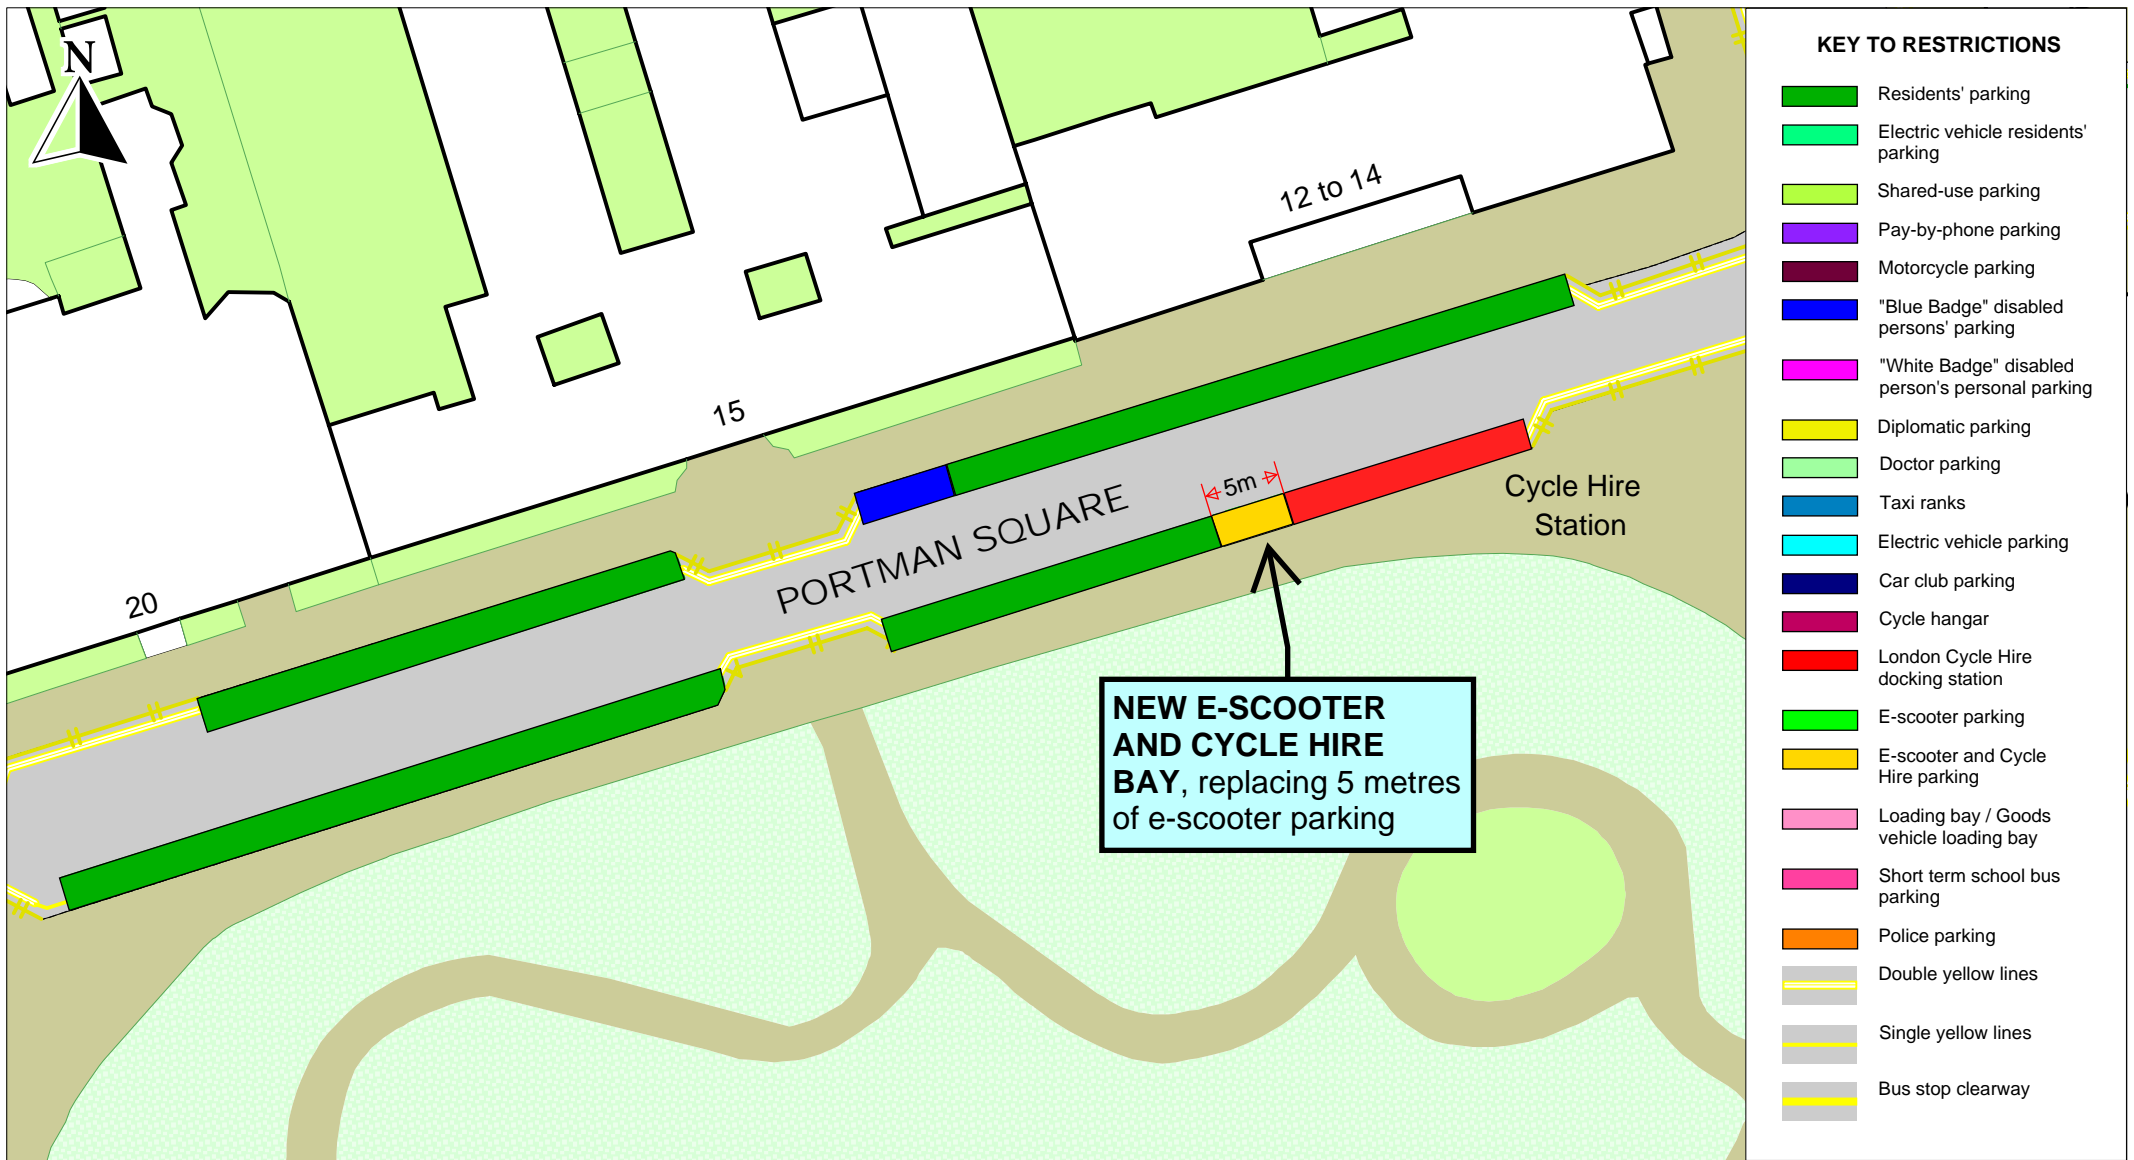 N
12 to 14
15
20
5m
PORTMAN SQUARE
Cycle Hire
Station
NEW E-SCOOTER
AND CYCLE HIRE
BAY, replacing 5 metres
of e-scooter parking
KEY TO RESTRICTIONS
Residents' parking
Electric vehicle residents'
parking
Shared-use parking
Pay-by-phone parking
Motorcycle parking
"Blue Badge" disabled
persons' parking
"White Badge" disabled
person's personal parking
Diplomatic parking
Doctor parking
Taxi ranks
Electric vehicle parking
Car club parking
Cycle hangar
London Cycle Hire
docking station
E-scooter parking
E-scooter and Cycle
Hire parking
Loading bay / Goods
vehicle loading bay
Short term school bus
parking
Police parking
Double yellow lines
Single yellow lines
Bus stop clearway